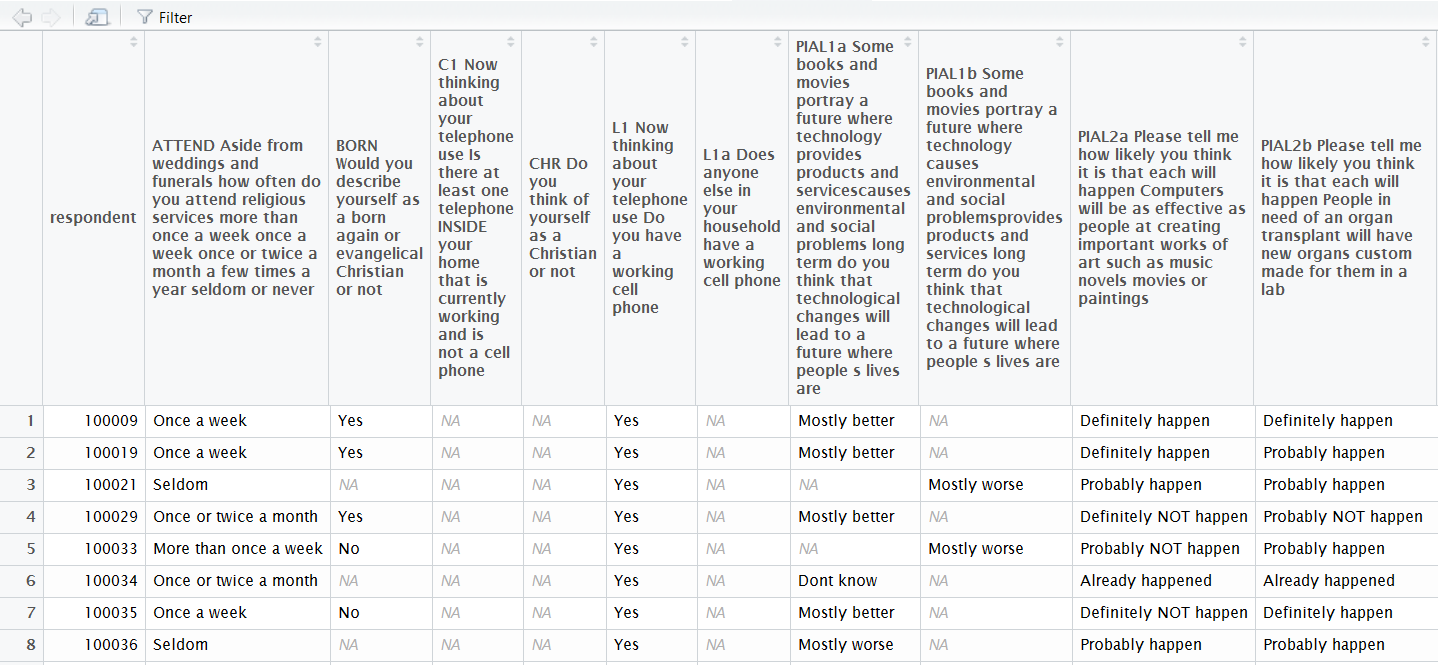 Filter
respondent
ATTEND Aside from
weddings and
funerals how often do
you attend religious
services more than
once a week once a
week once or twice a
month a few times a
year seldom or never
BORN
Would you
describe
yourself as
a born
again or
evangelical
Christian
or not
C1 Now
thinking
about
your
telephone
use Is
there at
least one
telephone
INSIDE
your
home
that is
currently
working
and is
not a cell
phone
CHR Do
you
think of
yourself
as a
Christian
or not
L1 Now
thinking
about
your
telephone
use Do
you have
a
working
cell
phone
L1a Does
anyone
else in
your
household
have a
working
cell phone
PIAL1a Some
books and
movies
portray a
future where
technology
provides
products and
servicescauses
environmental
and social
problems long
term do you
think that
technological
changes will
lead to a
future where
people s lives
are
PIAL1b Some
books and
movies portray a
future where
technology
causes
environmental
and social
problemsprovides
products and
services long
term do you
think that
technological
changes will lead
to a future where
people s lives are
PIAL2a Please tell me
how likely you think
it is that each will
happen Computers
will be as effective as
people at creating
important works of
art such as music
novels movies or
paintings
PIAL2b Please tell me
how likely you think
it is that each will
happen People in
need of an organ
transplant will have
new organs custom
made for them in a
lab
1 100009 Once a week Yes NA NA Yes NA Mostly better NA Definitely happen Definitely happen
2 100019 Once a week Yes NA NA Yes NA Mostly better NA Definitely happen Probably happen
3 100021 Seldom NA NA NA Yes NA NA Mostly worse Probably happen Probably happen
4 100029 Once or twice a month Yes NA NA Yes NA Mostly better NA Definitely NOT happen Probably NOT happen
5 100033 More than once a week No NA NA Yes NA NA Mostly worse Probably NOT happen Probably happen
6 100034 Once or twice a month NA NA NA Yes NA Dont know NA Already happened Already happened
7 100035 Once a week No NA NA Yes NA Mostly better NA Definitely NOT happen Definitely happen
8 100036 Seldom NA NA NA Yes NA Mostly worse NA Probably happen Probably happen